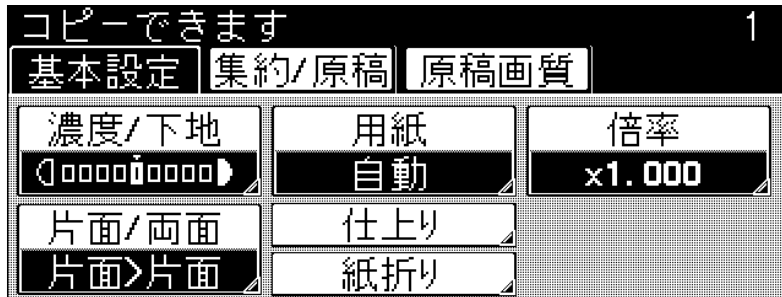 コピーできます 1
基本設定 集約/原稿 原稿画質
濃度/下地 用紙 倍率
自動 x1.000
片面/両面 仕上り
片面>片面 紙折り